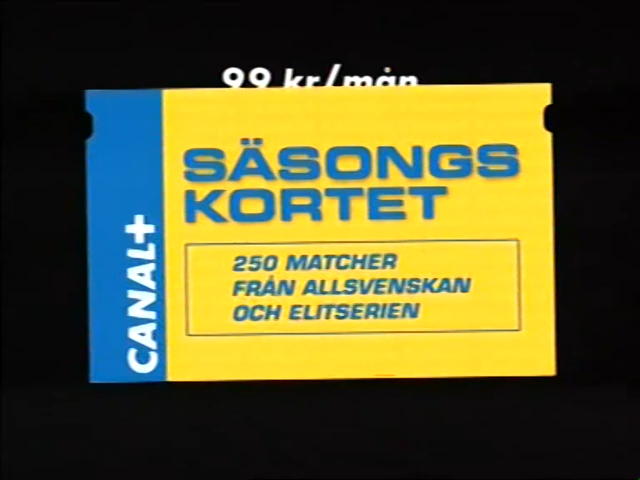 99 kr/mån
CANAL+
SÄSONGS
KORTET
250 MATCHER
FRÅN ALLSVENSKAN
OCH ELITSERIEN